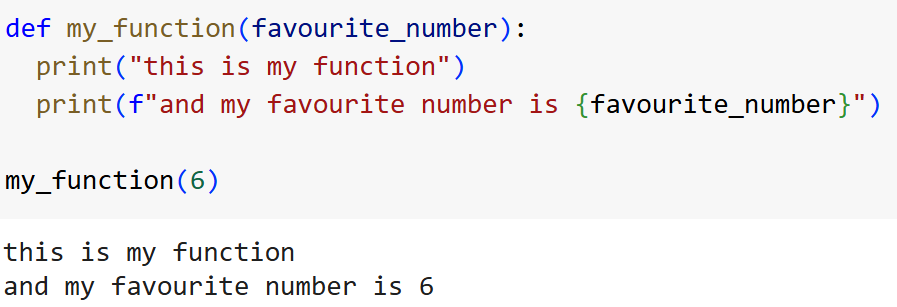 def my_function(favourite_number):
  print("this is my function")
  print(f"and my favourite number is {favourite_number}")

my_function(6)

this is my function
and my favourite number is 6